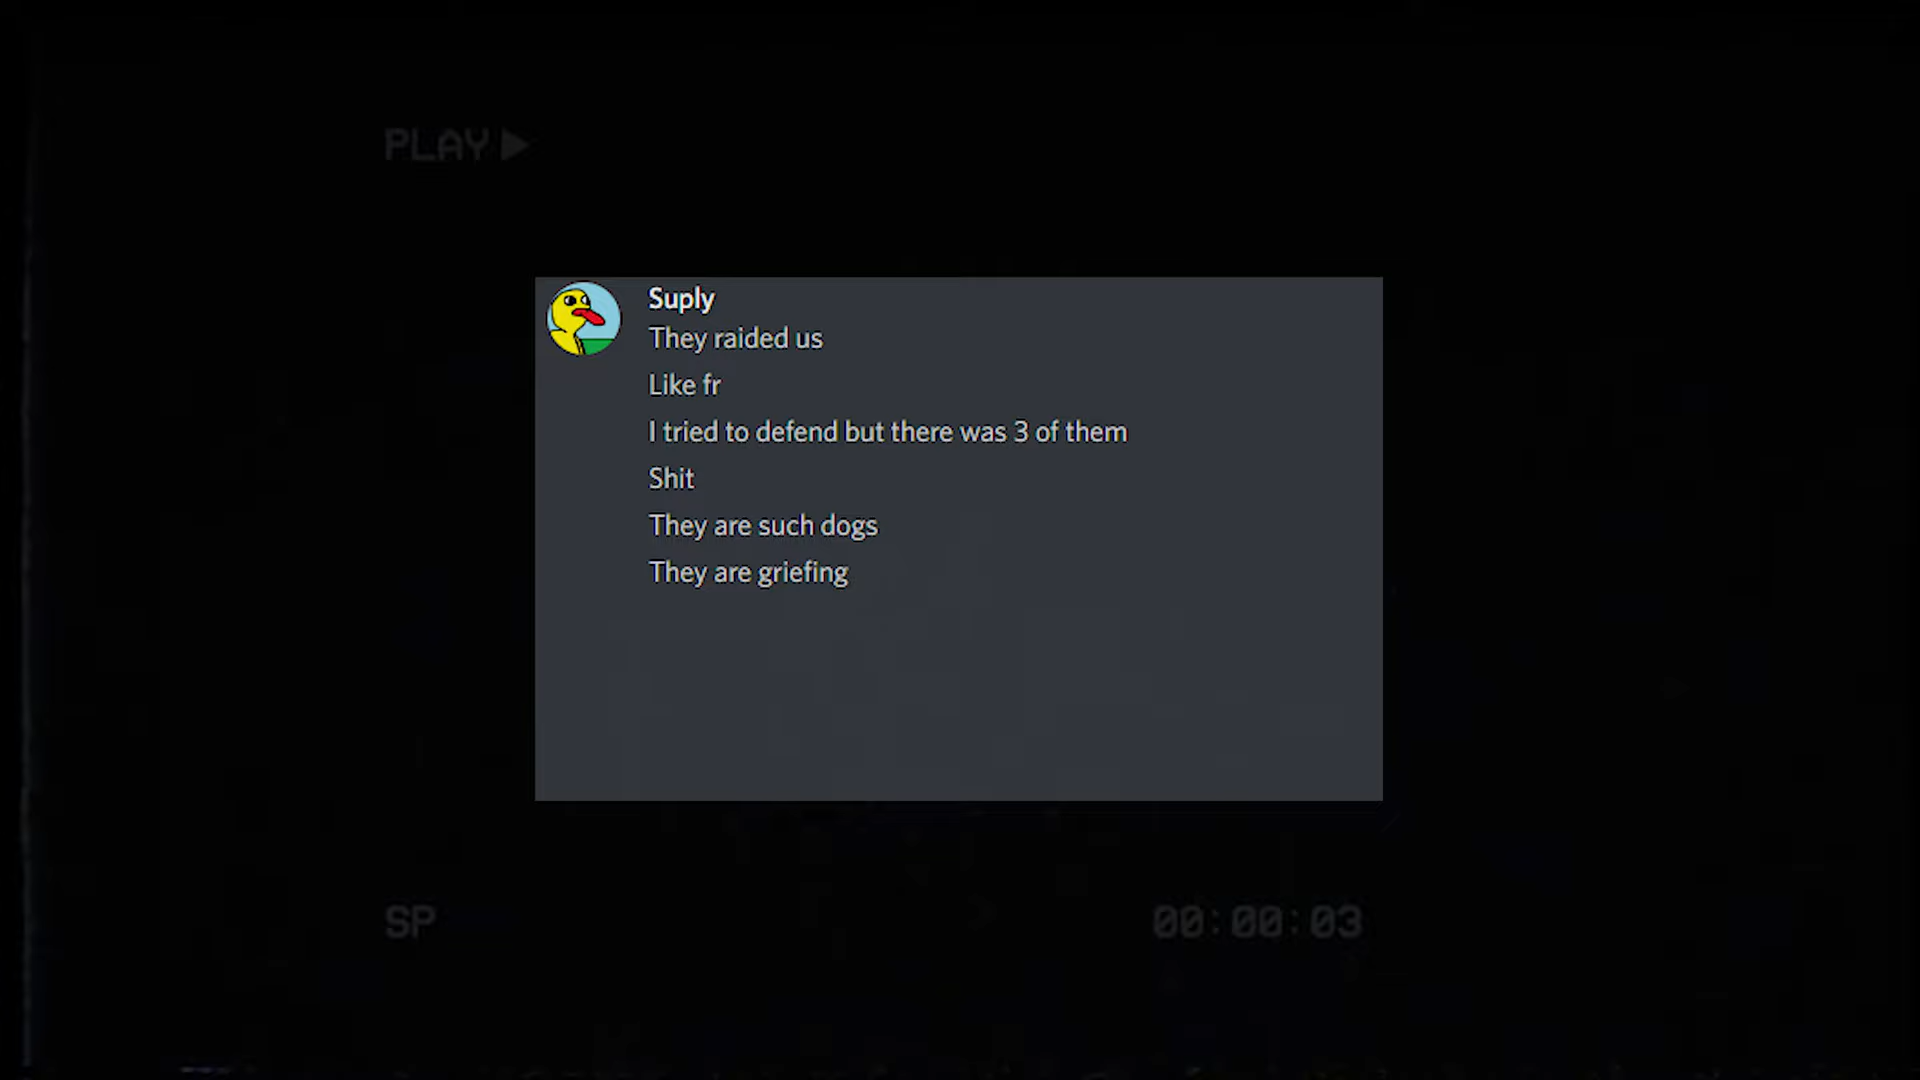 PLAY
Suply
They raided us
Like fr
I tried to defend but there was 3 of them
Shit
They are such dogs
They are griefing
SP
00:00:03